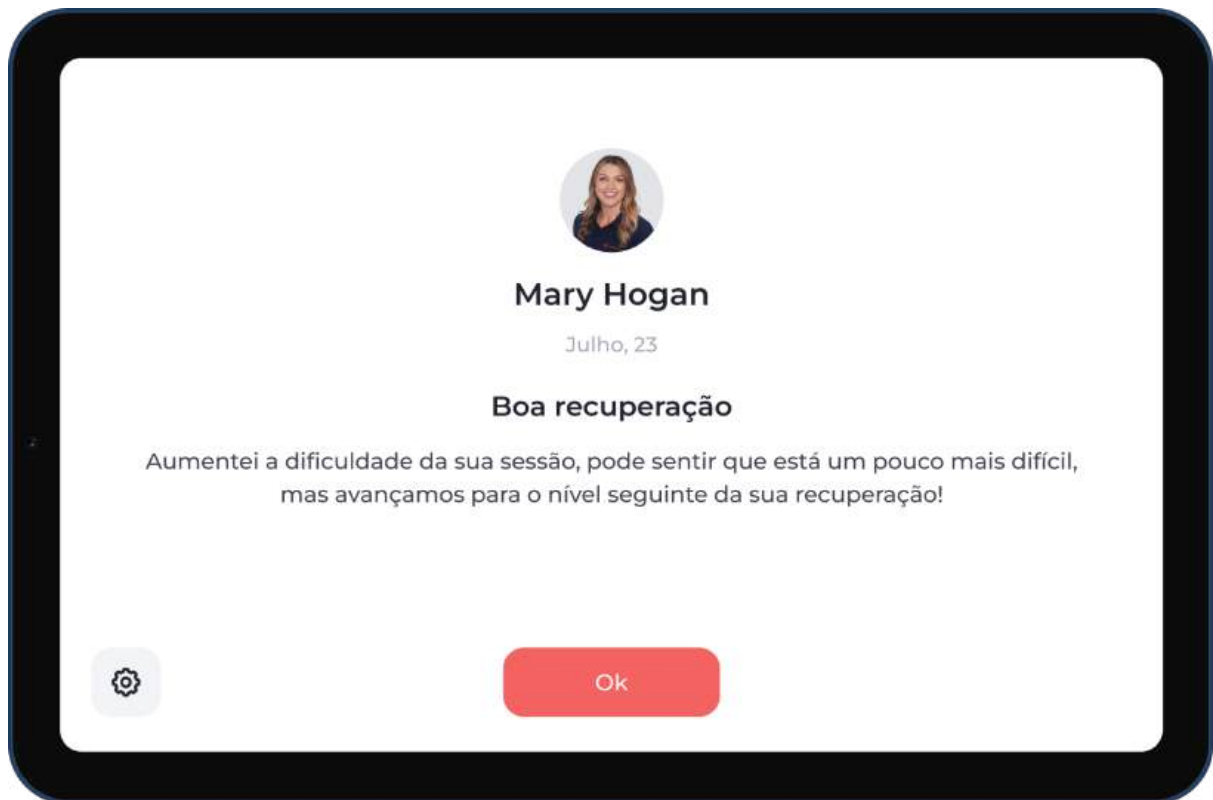 Mary Hogan
Julho, 23
Boa recuperação
Aumentei a dificuldade da sua sessão, pode sentir que está um pouco mais difícil,
mas avançamos para o nível seguinte da sua recuperação!
Ok